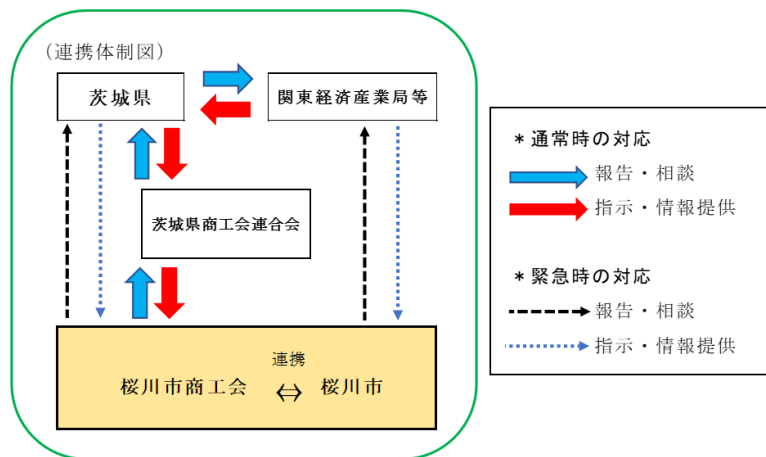 (連携体制図)
茨城県
関東経済産業局等
茨城県商工会連合会
連携
桜川市商工会 ⇔ 桜川市
＊通常時の対応
報告・相談
指示・情報提供
＊緊急時の対応
報告・相談
指示・情報提供